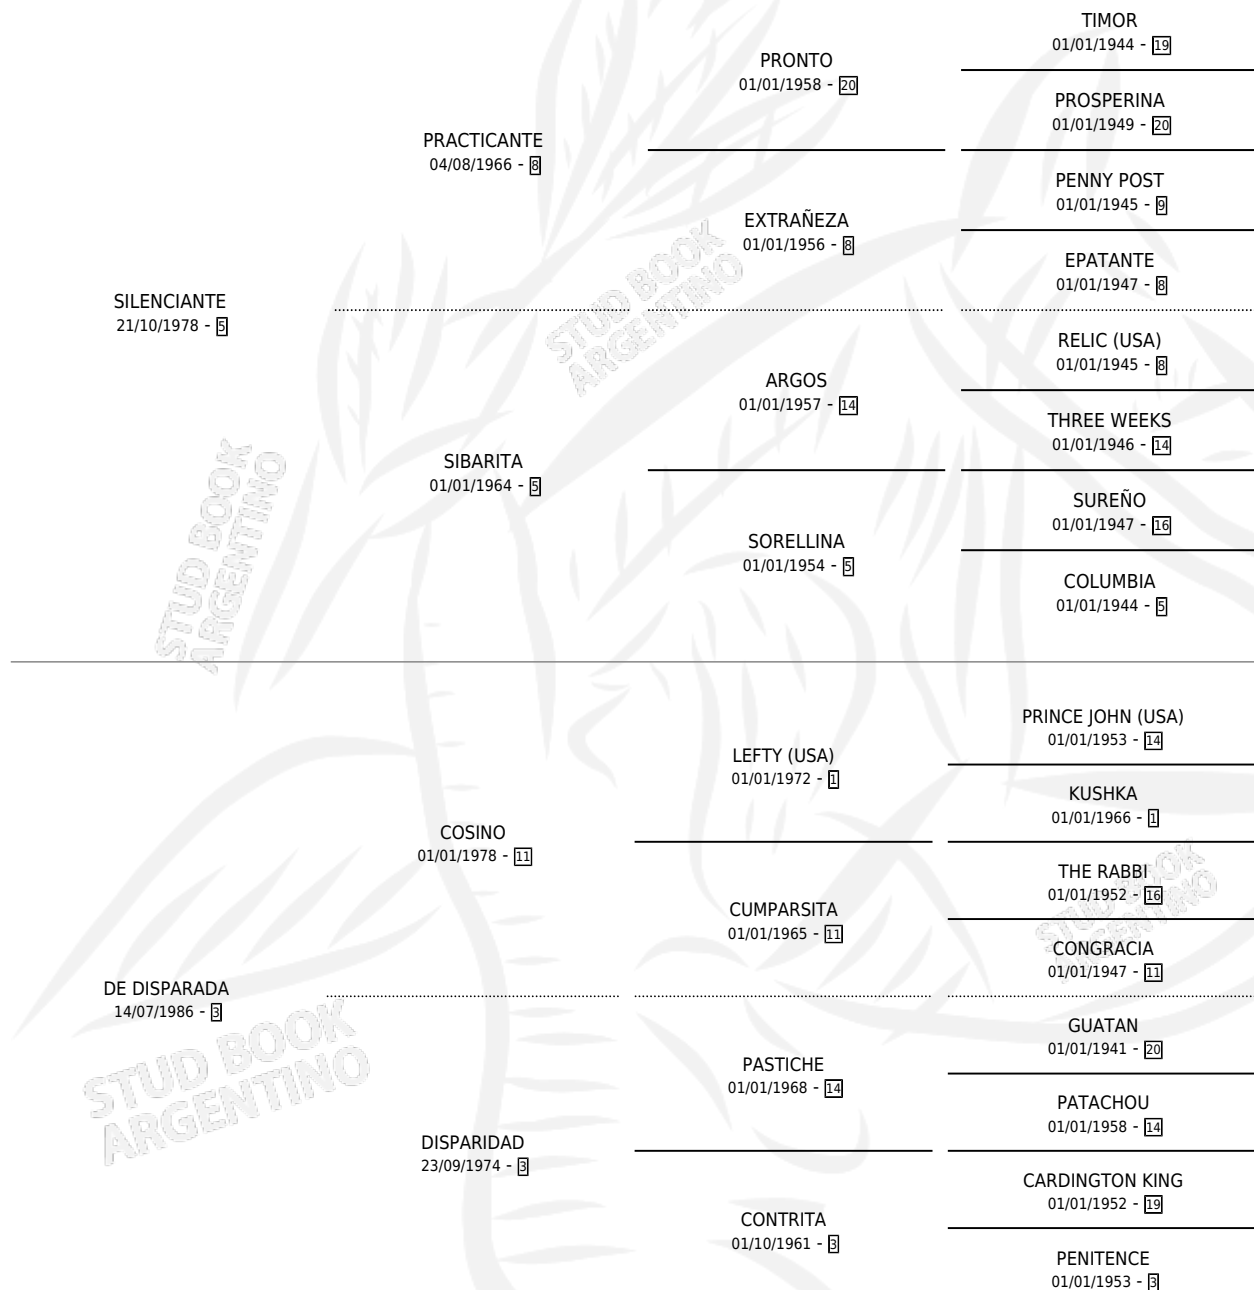 TIMOR
01/01/1944 - 19
PRONTO
01/01/1958 - 20
PROSPERINA
01/01/1949 - 20
PRACTICANTE
04/08/1966 - 8
PENNY POST
01/01/1945 - 9
EXTRAÑEZA
01/01/1956 - 8
EPATANTE
01/01/1947 - 8
SILENCIANTE
21/10/1978 - 5
RELIC (USA)
01/01/1945 - 8
ARGOS
01/01/1957 - 14
THREE WEEKS
01/01/1946 - 14
SIBARITA
01/01/1964 - 5
SUREÑO
01/01/1947 - 16
SORELLINA
01/01/1954 - 5
COLUMBIA
01/01/1944 - 5
PRINCE JOHN (USA)
01/01/1953 - 14
LEFTY (USA)
01/01/1972 - 1
KUSHKA
01/01/1966 - 1
COSINO
01/01/1978 - 11
THE RABBI
01/01/1952 - 16
CUMPARSITA
01/01/1965 - 11
CONGRACIA
01/01/1947 - 11
DE DISPARADA
14/07/1986 - 3
GUATAN
01/01/1941 - 20
PASTICHE
01/01/1968 - 14
PATACHOU
01/01/1958 - 14
DISPARIDAD
23/09/1974 - 3
CARDINGTON KING
01/01/1952 - 19
CONTRITA
01/10/1961 - 3
PENITENCE
01/01/1953 - 3
STUD BOOK
ARGENTINO
STUD BOOK
ARGENTINO
STUD BOOK
ARGENTINO
STUD BOOK
ARGENTINO